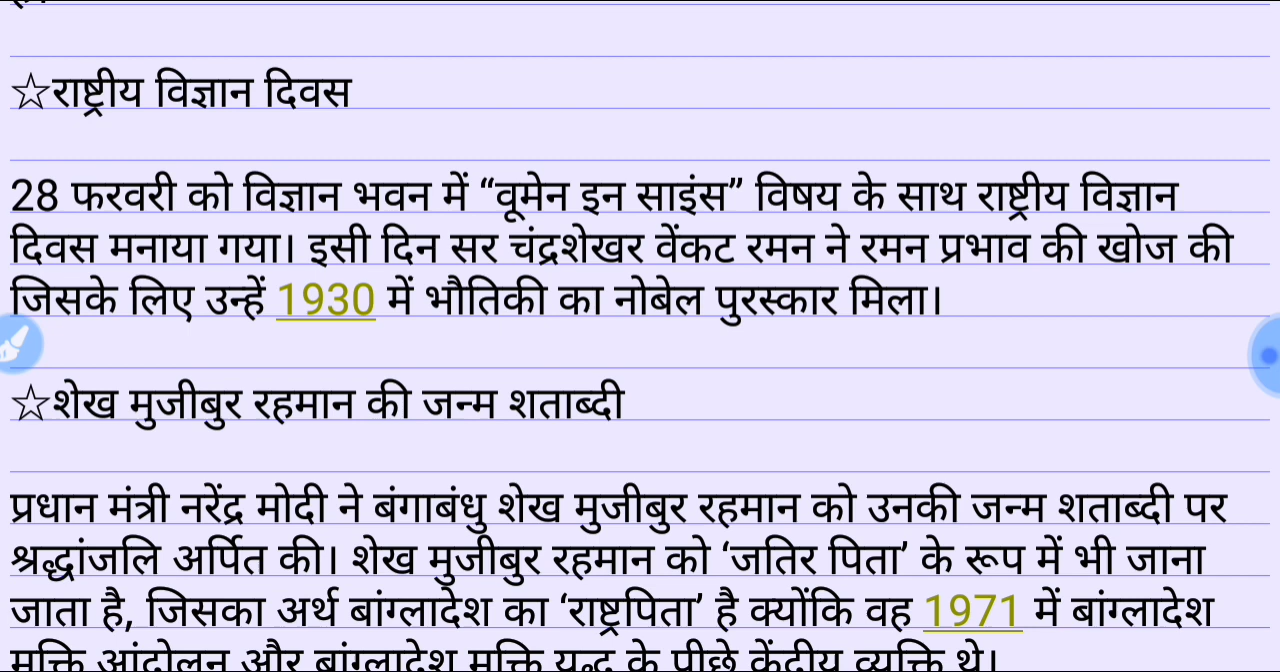 ☆राष्ट्रीय विज्ञान दिवस
28 फरवरी को विज्ञान भवन में “वूमेन इन साइंस” विषय के साथ राष्ट्रीय विज्ञान
दिवस मनाया गया। इसी दिन सर चंद्रशेखर वेंकट रमन ने रमन प्रभाव की खोज की
जिसके लिए उन्हें 1930 में भौतिकी का नोबेल पुरस्कार मिला।
☆शेख मुजीबुर रहमान की जन्म शताब्दी
प्रधान मंत्री नरेंद्र मोदी ने बंगाबंधु शेख मुजीबुर रहमान को उनकी जन्म शताब्दी पर
श्रद्धांजलि अर्पित की। शेख मुजीबुर रहमान को ‘जतिर पिता’ के रूप में भी जाना
जाता है, जिसका अर्थ बांग्लादेश का ‘राष्ट्रपिता’ है क्योंकि वह 1971 में बांग्लादेश
मुक्ति आंदोलन और बांग्लादेश मुक्ति युद्ध के पीछे केंद्रीय व्यक्ति थे।